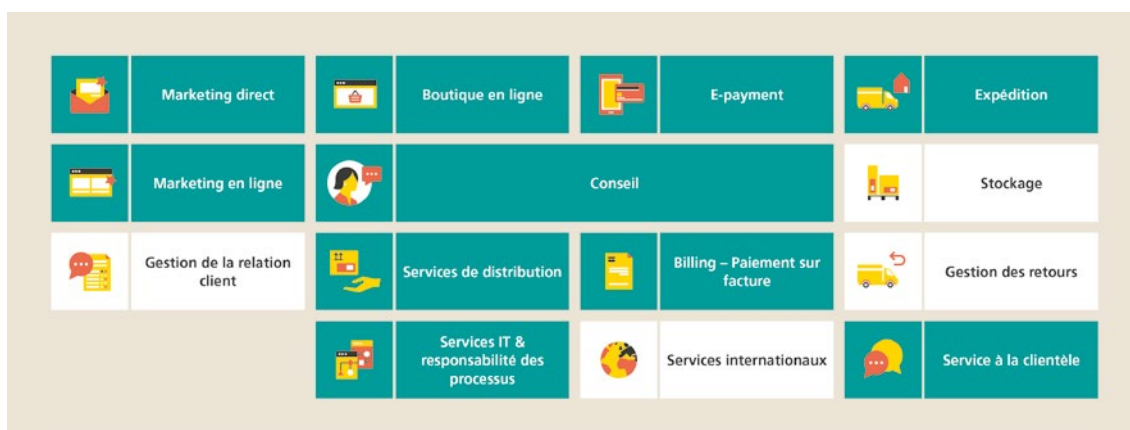 Marketing direct
Boutique en ligne
E-payment
Expédition
Marketing en ligne
Conseil
Stockage
Gestion de la relation
client
Services de distribution
Billing – Paiement sur
facture
Gestion des retours
Services IT &
responsabilité des
processus
Services internationaux
Service à la clientèle